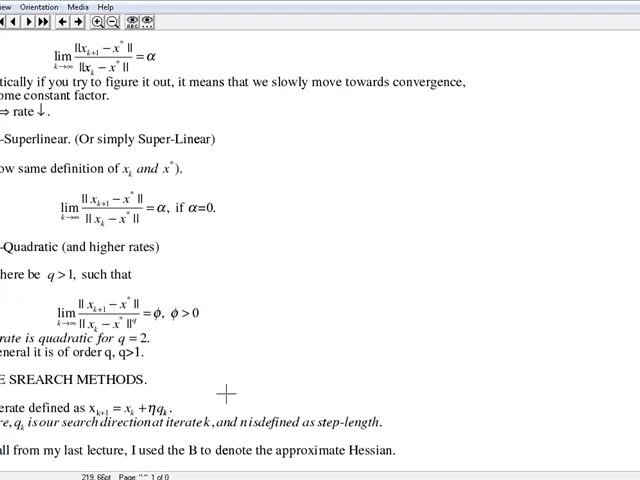 View Orientation Media Help
lim k→∞ ||x_{k+1} − x^*|| / ||x_k − x^*|| = α
tically if you try to figure it out, it means that we slowly move towards convergence,
ome constant factor.
⇒ rate ↓.
-Superlinear. (Or simply Super-Linear)
ow same definition of x_k and x^*).
lim k→∞ || x_{k+1} − x^* || / || x_k − x^* || = α, if α=0.
-Quadratic (and higher rates)
here be q > 1, such that
lim k→∞ || x_{k+1} − x^* || / || x_k − x^* ||^q = ϕ, ϕ > 0
rate is quadratic for q = 2.
eneral it is of order q, q>1.
E SREARCH METHODS.
erate defined as x_{k+1} = x_k + ηq_k.
re, q_k is our search direction at iterate k, and n is defined as step-length.
all from my last lecture, I used the B to denote the approximate Hessian.
219, 66pt Page: "" 1 of 0